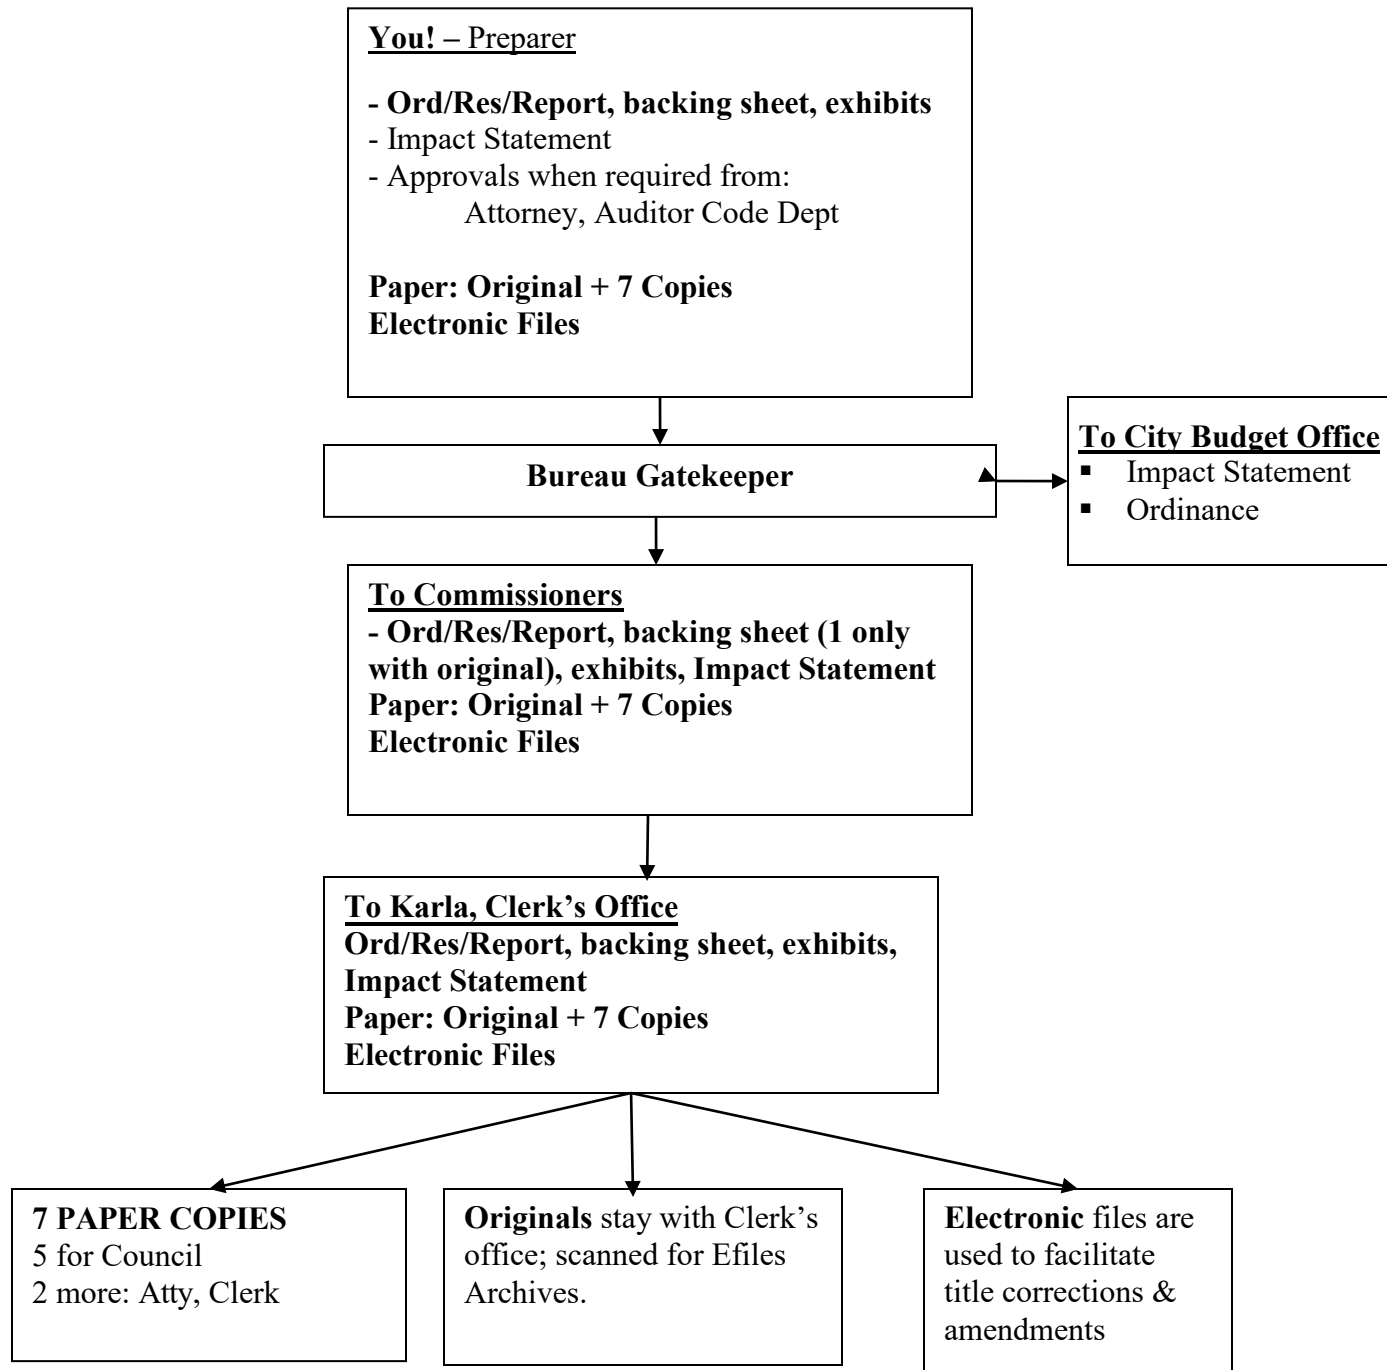 You! – Preparer
- Ord/Res/Report, backing sheet, exhibits
- Impact Statement
- Approvals when required from:
Attorney, Auditor Code Dept
Paper: Original + 7 Copies
Electronic Files
Bureau Gatekeeper
To City Budget Office
▪ Impact Statement
▪ Ordinance
To Commissioners
- Ord/Res/Report, backing sheet (1 only
with original), exhibits, Impact Statement
Paper: Original + 7 Copies
Electronic Files
To Karla, Clerk’s Office
Ord/Res/Report, backing sheet, exhibits,
Impact Statement
Paper: Original + 7 Copies
Electronic Files
7 PAPER COPIES
5 for Council
2 more: Atty, Clerk
Originals stay with Clerk’s
office; scanned for Efiles
Archives.
Electronic files are
used to facilitate
title corrections &
amendments